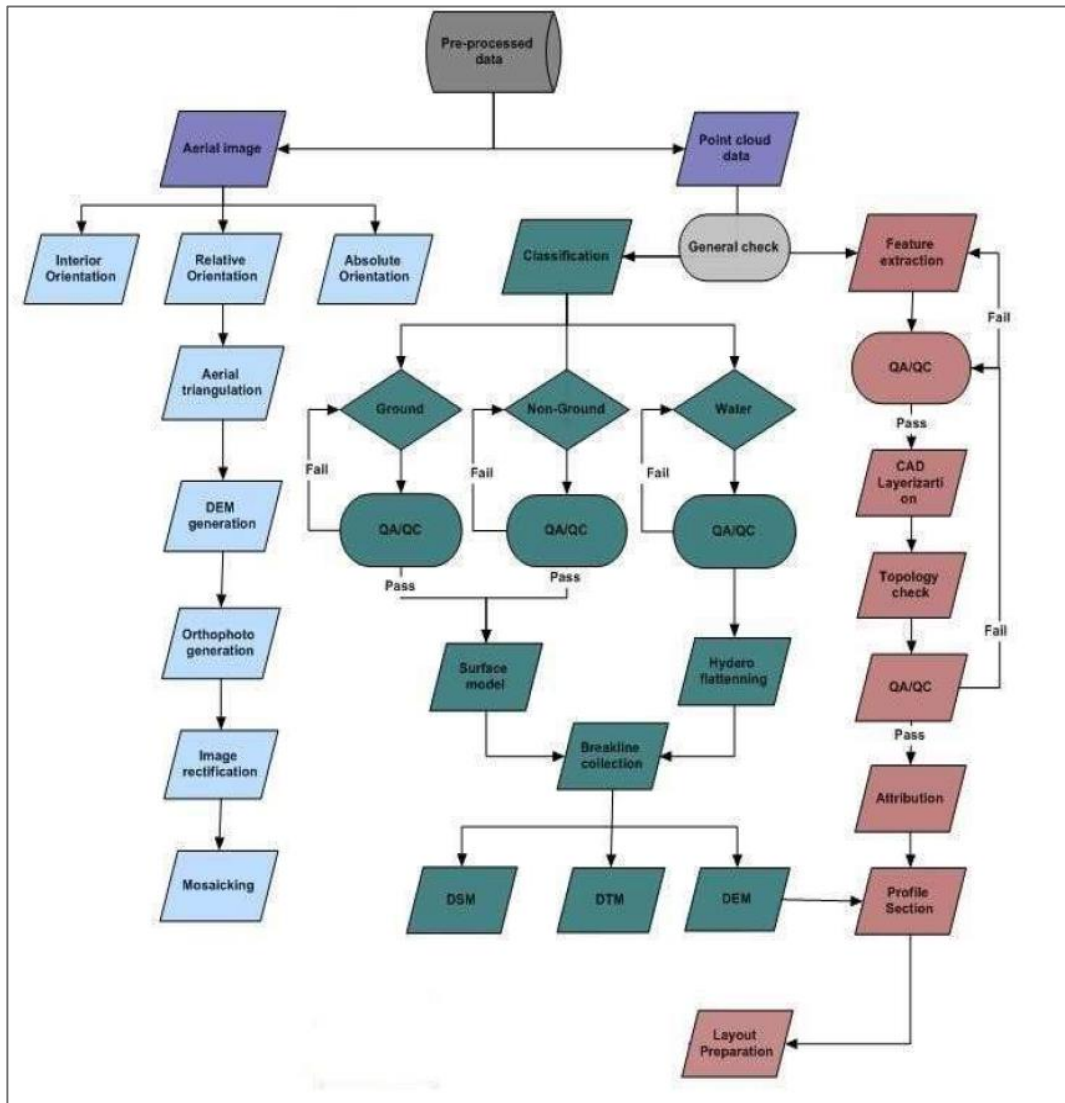 Pre-processed
data
Aerial image
Point cloud
data
Interior
Orientation
Relative
Orientation
Absolute
Orientation
Classification
General check
Feature
extraction
Fail
Aerial
triangulation
Ground
Non-Ground
Water
QA/QC
Pass
Fail
Fail
Fail
CAD
Layerizarti
on
DEM
generation
QA/QC
QA/QC
QA/QC
Pass
Pass
Topology
check
Fail
Orthophoto
generation
Surface
model
Hydero
flattenning
QA/QC
Pass
Image
rectification
Breakline
collection
Attribution
Mosaicking
DSM
DTM
DEM
Profile
Section
Layout
Preparation